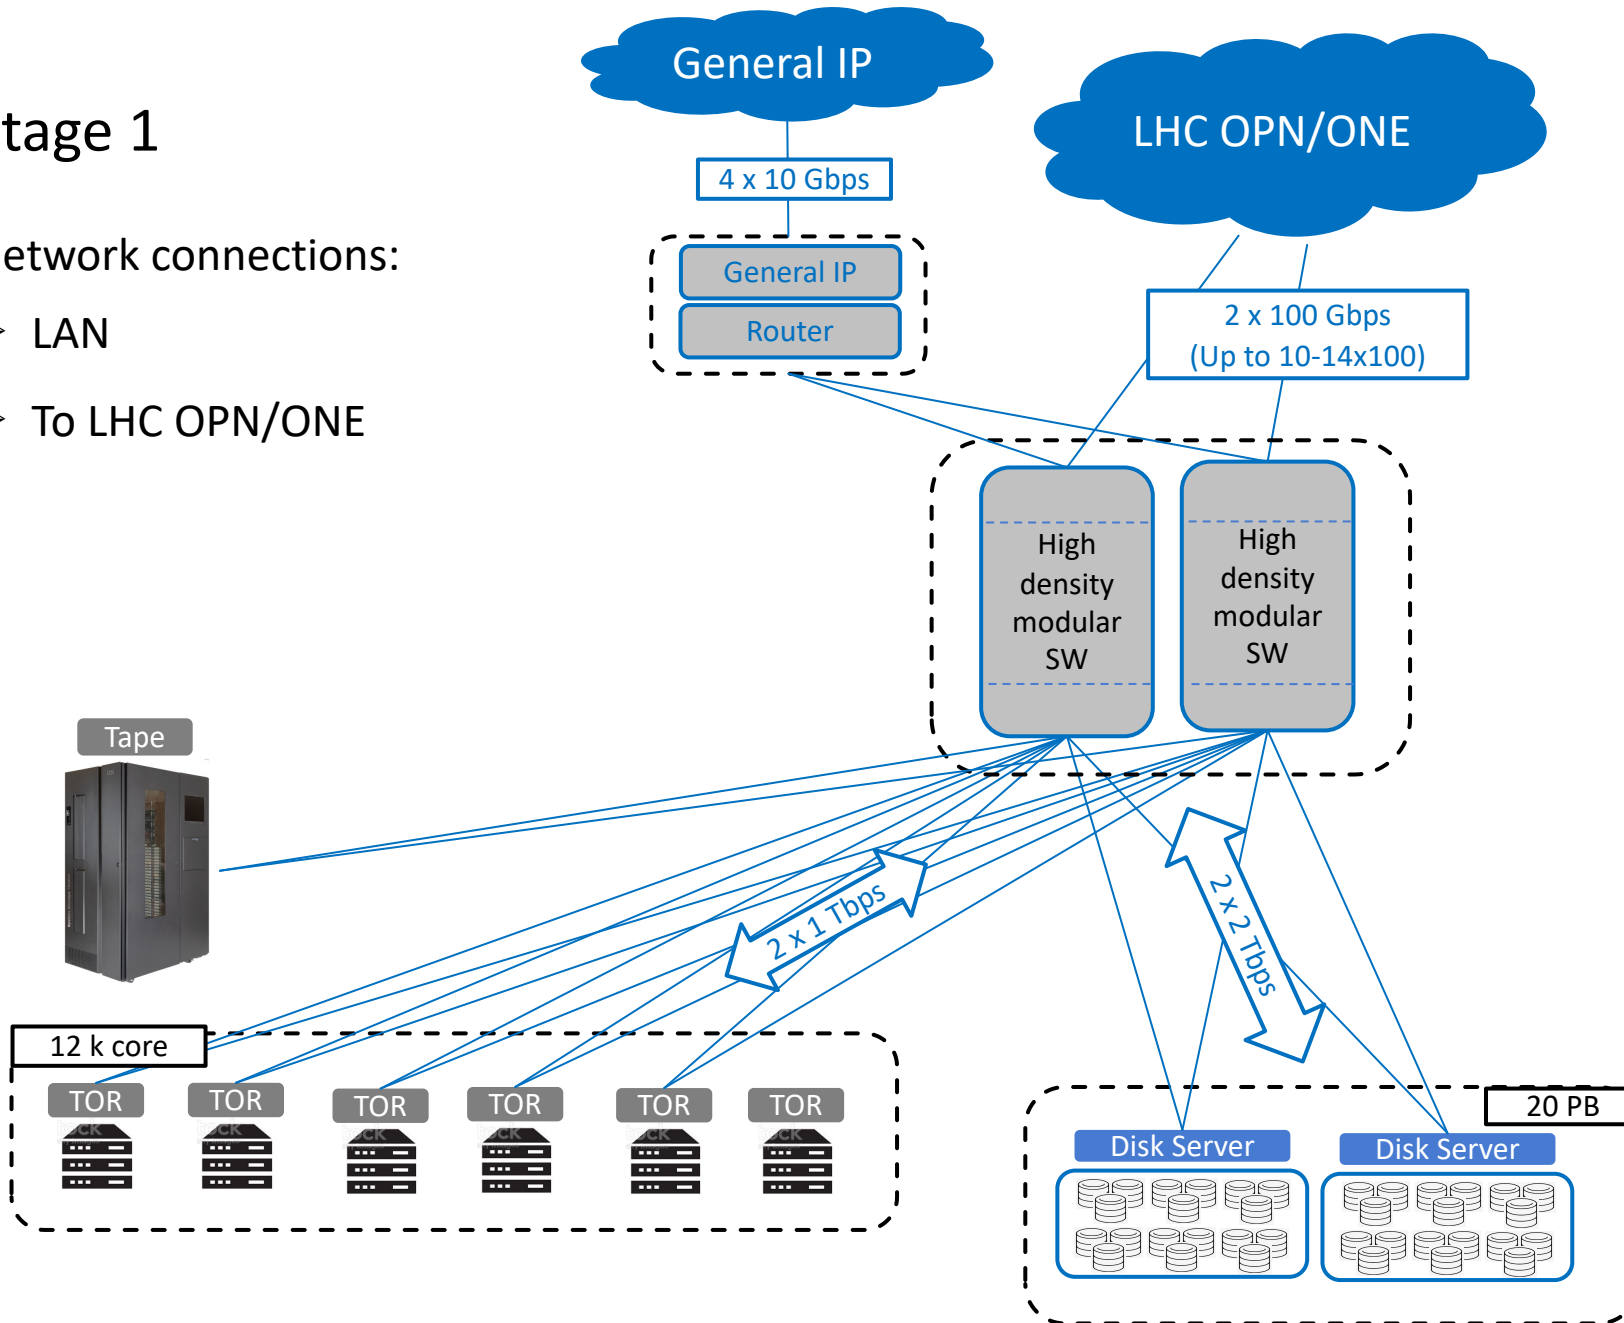 General IP
LHC OPN/ONE
tage 1
4 x 10 Gbps
etwork connections:
General IP
Router
LAN
2 x 100 Gbps
(Up to 10-14x100)
To LHC OPN/ONE
High
density
modular
SW
High
density
modular
SW
Tape
2 x 1 Tbps
2 x 2 Tbps
12 k core
TOR
TOR
TOR
TOR
TOR
TOR
20 PB
Disk Server
Disk Server